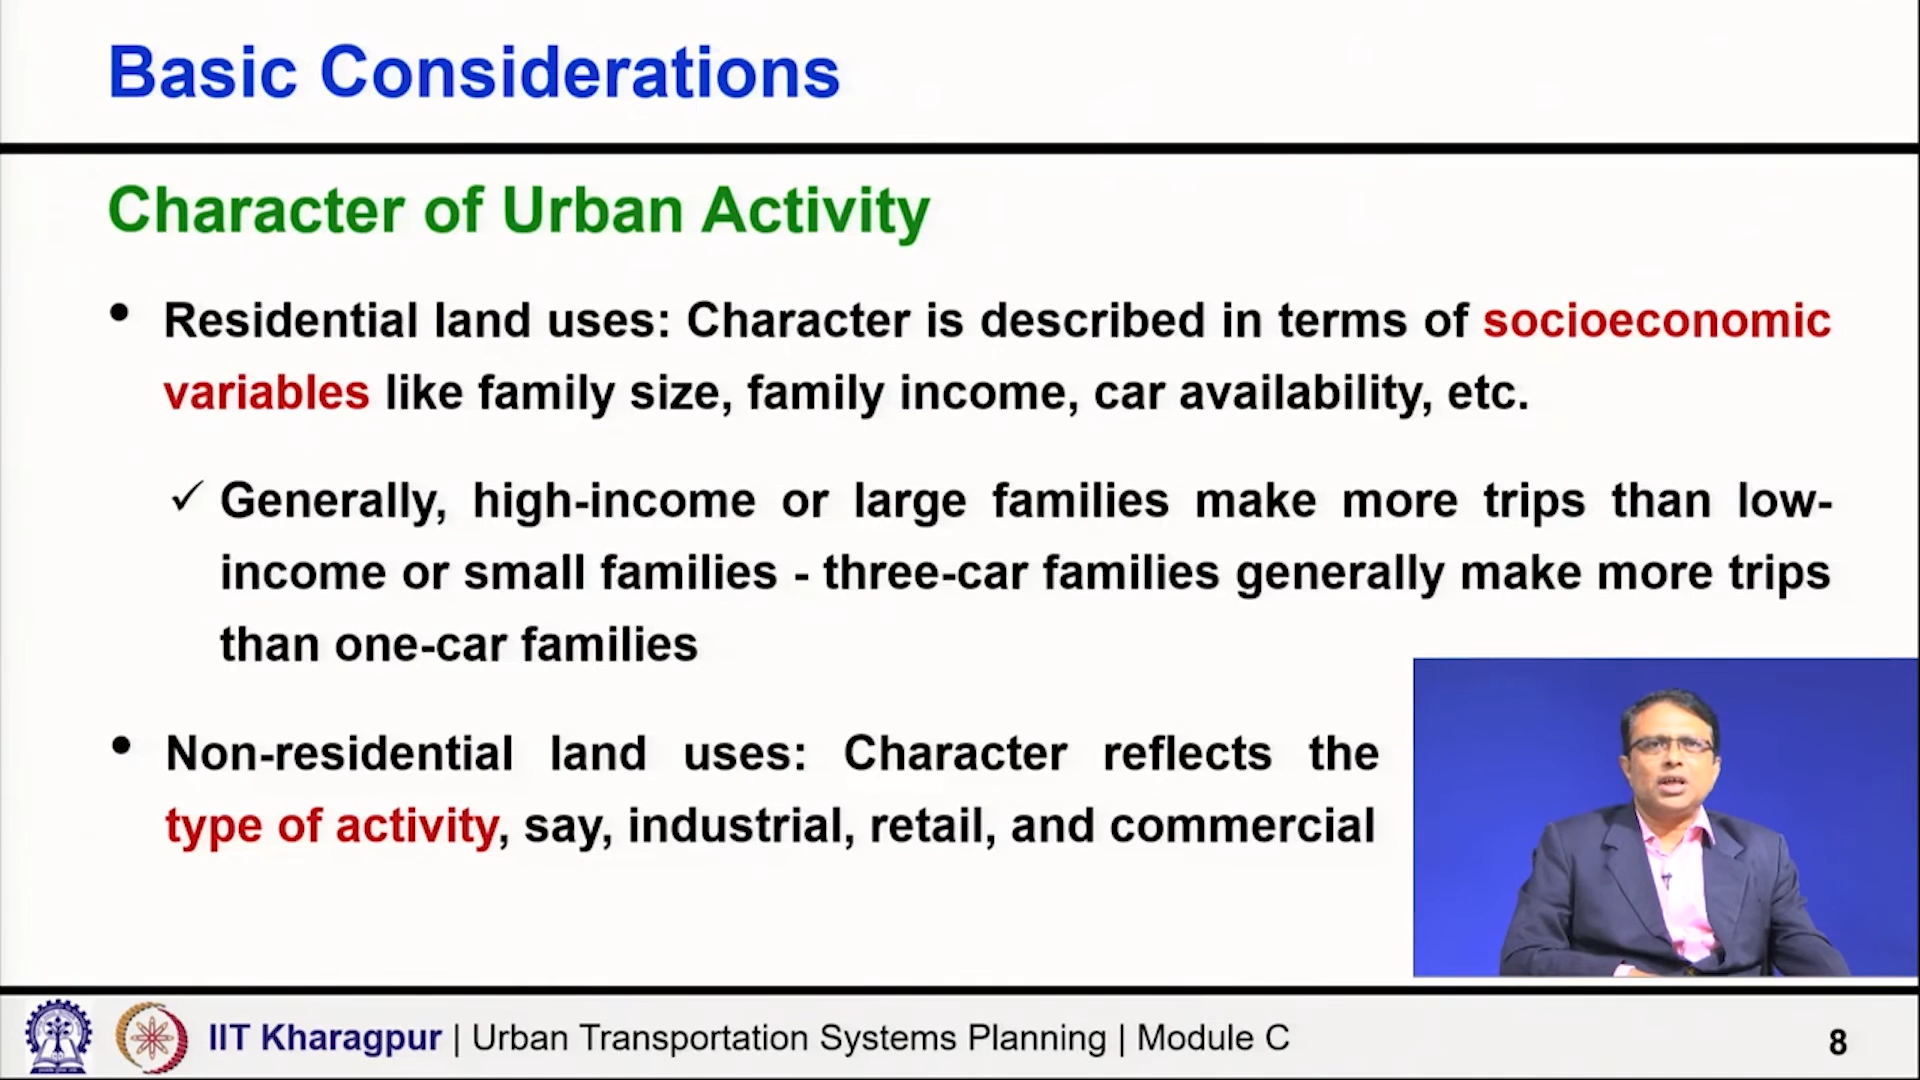 Basic Considerations
Character of Urban Activity
• Residential land uses: Character is described in terms of socioeconomic
variables like family size, family income, car availability, etc.
✓ Generally, high-income or large families make more trips than low-
income or small families - three-car families generally make more trips
than one-car families
• Non-residential land uses: Character reflects the
type of activity, say, industrial, retail, and commercial
IIT Kharagpur | Urban Transportation Systems Planning | Module C
8